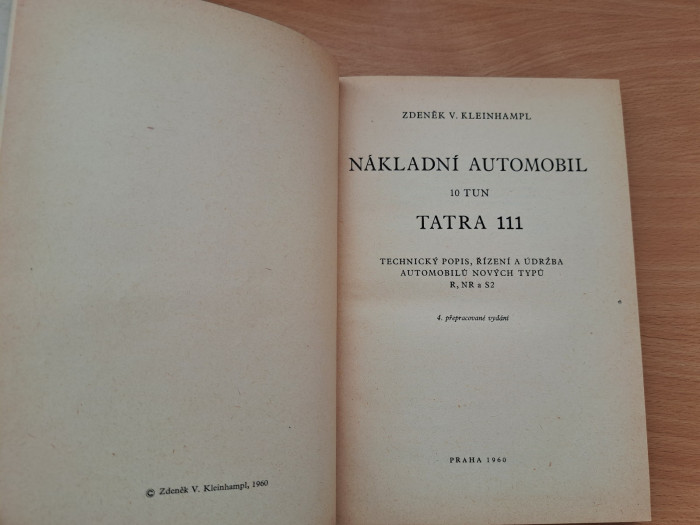 © Zdeněk V. Kleinhampl, 1960
ZDENĚK V. KLEINHAMPL
NÁKLADNÍ AUTOMOBIL
10 TUN
TATRA 111
TECHNICKÝ POPIS, ŘÍZENÍ A ÚDRŽBA
AUTOMOBILŮ NOVÝCH TYPŮ
R, NR a S2
4. přepracované vydání
PRAHA 1960